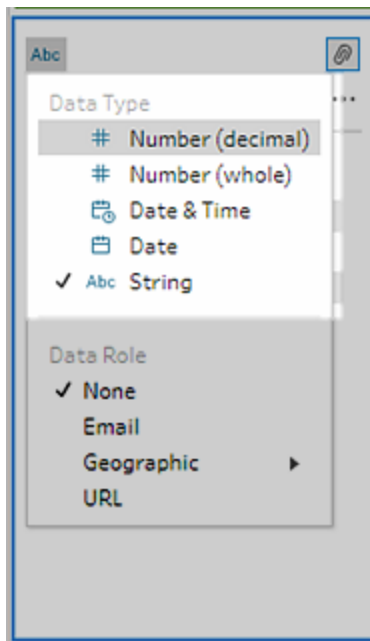 Abc
Data Type
# Number (decimal)
# Number (whole)
Date & Time
Date
✓ Abc String
Data Role
✓ None
Email
Geographic
URL